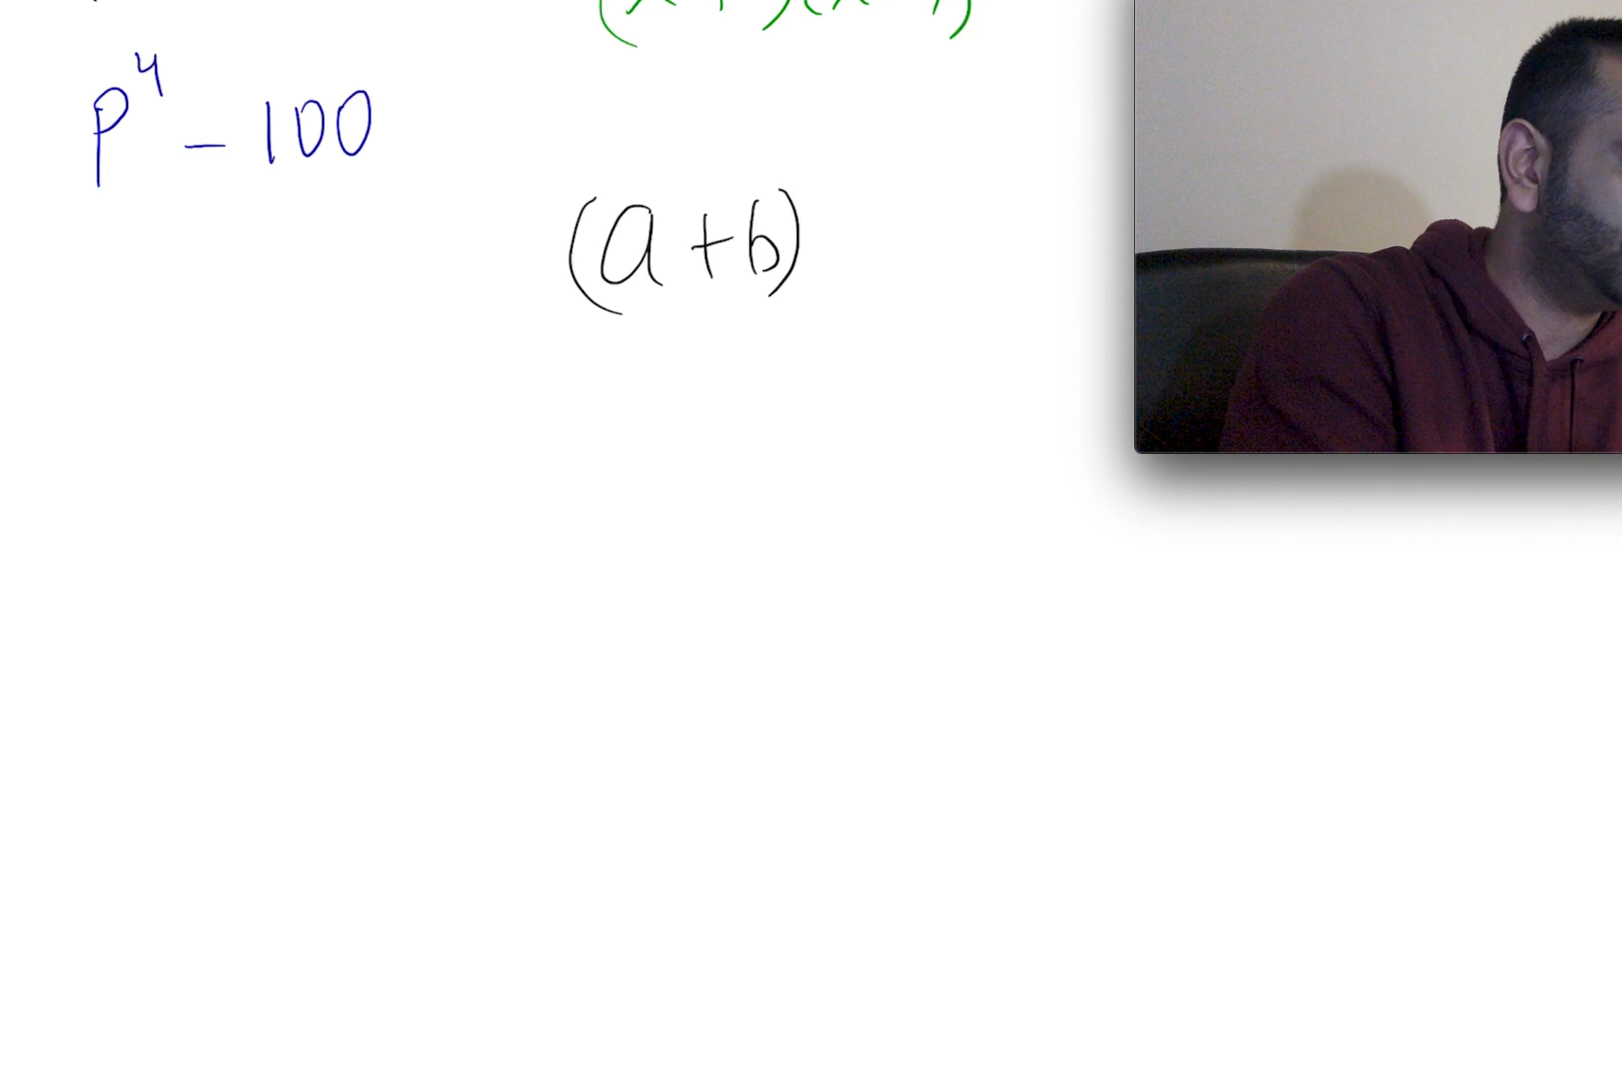 p⁴ - 100
(a + b)